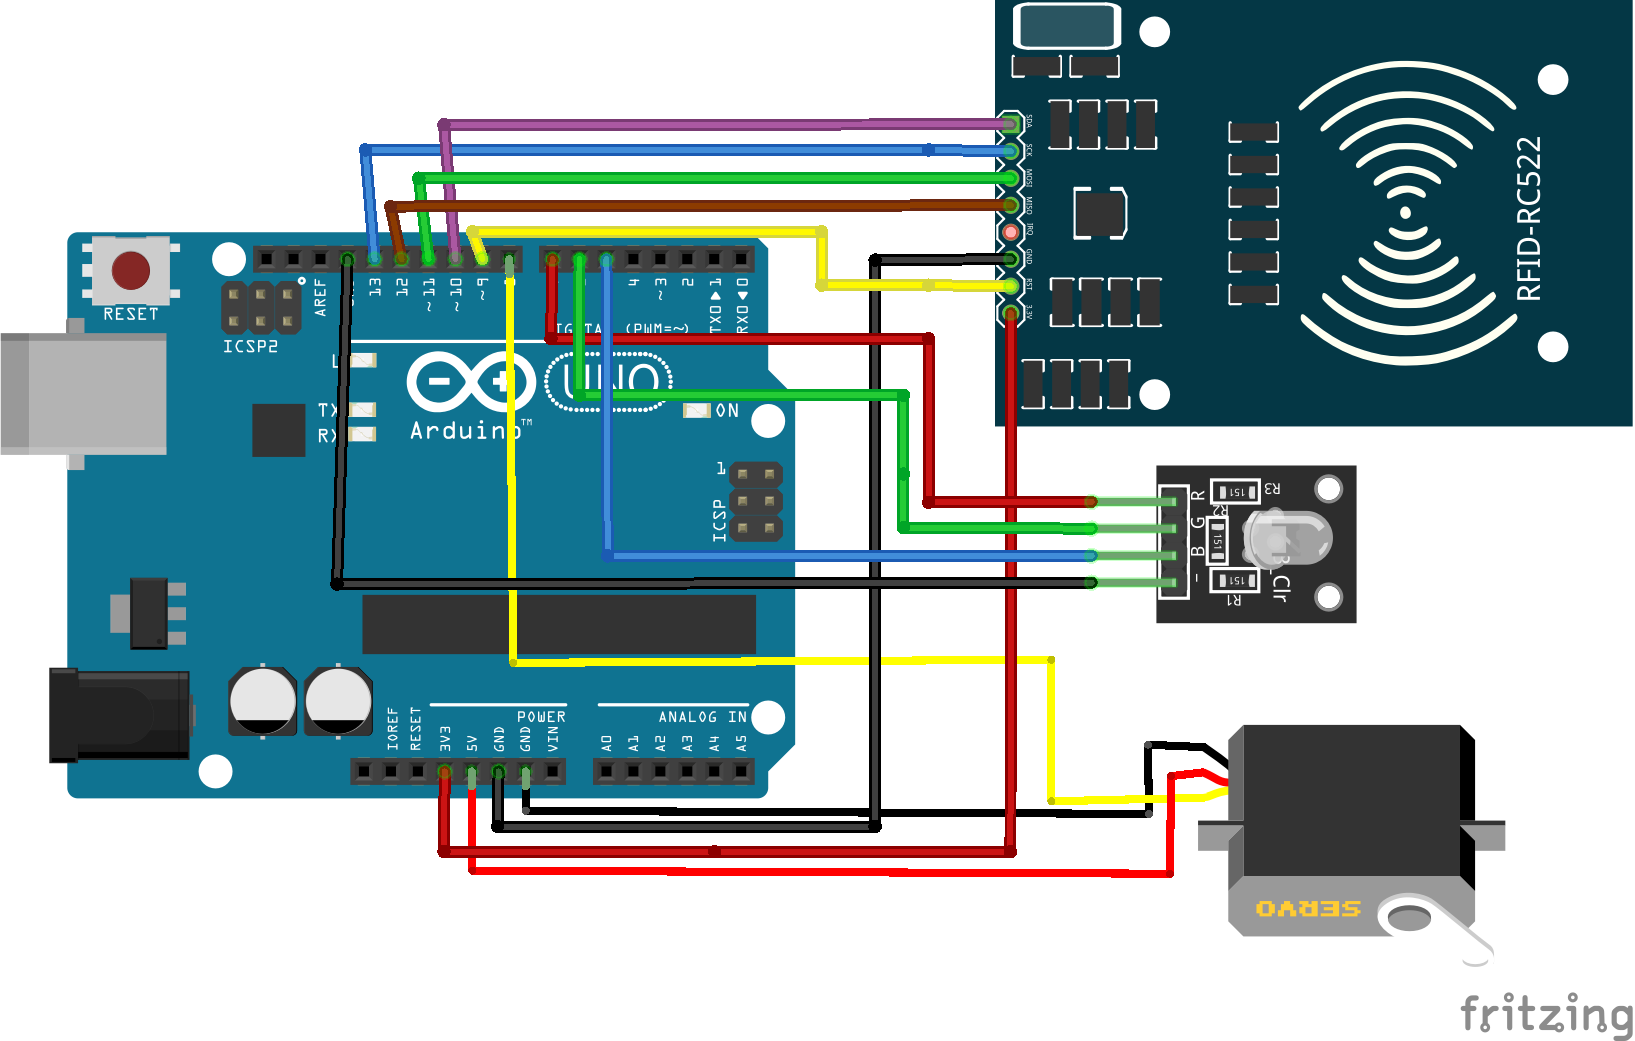 SDA
SCK
MOSI
MISO
IRQ
GND
RST
3.3V
RFID-RC522
RESET
ICSP2
AREF
13
12
~11
~10
~9
4
~3
2
TX0▶1
RX0◀0
(PWM=~)
L
TX
RX
UNO
ON
Arduino™
1
ICSP
R
G
B
-
R3
R2
R1
151
151
151
Clr
IOREF
RESET
3V3
5V
GND
GND
VIN
POWER
ANALOG IN
A0
A1
A2
A3
A4
A5
SERVO
fritzing